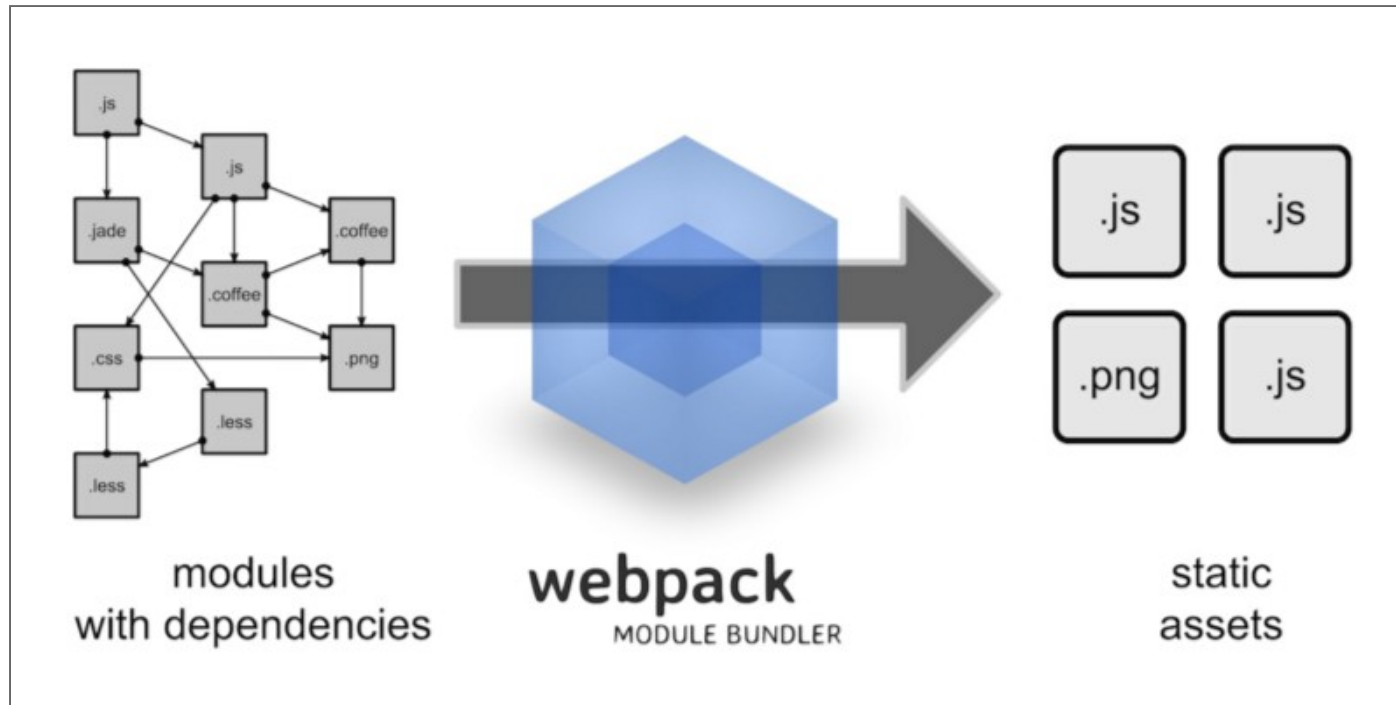 .js
.js
.jade
.coffee
.coffee
.css
.png
.less
.less
modules
with dependencies
webpack
MODULE BUNDLER
.js
.js
.png
.js
static
assets